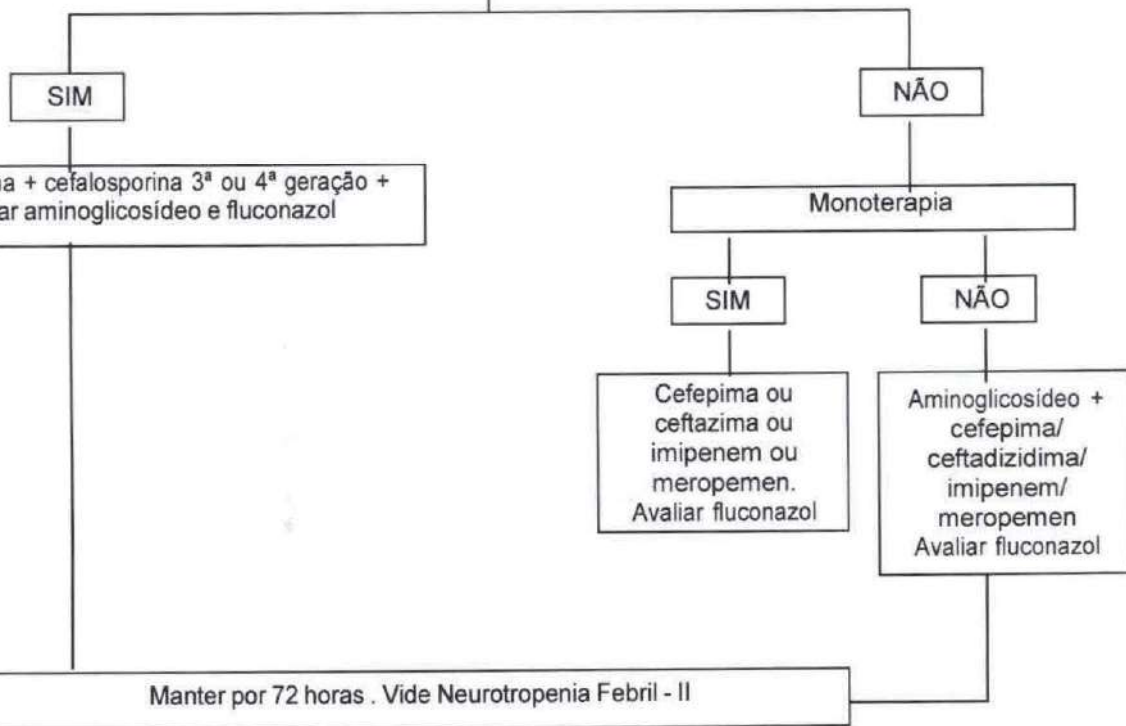 SIM
NÃO
+ cefalosporina 3ª ou 4ª geração +
aminoglicosídeo e fluconazol
Monoterapia
SIM
NÃO
Cefepima ou
ceftazima ou
imipenem ou
meropemen.
Avaliar fluconazol
Aminoglicosídeo +
cefepima/
ceftadizidima/
imipenem/
meropemen
Avaliar fluconazol
Manter por 72 horas . Vide Neurotropenia Febril - II